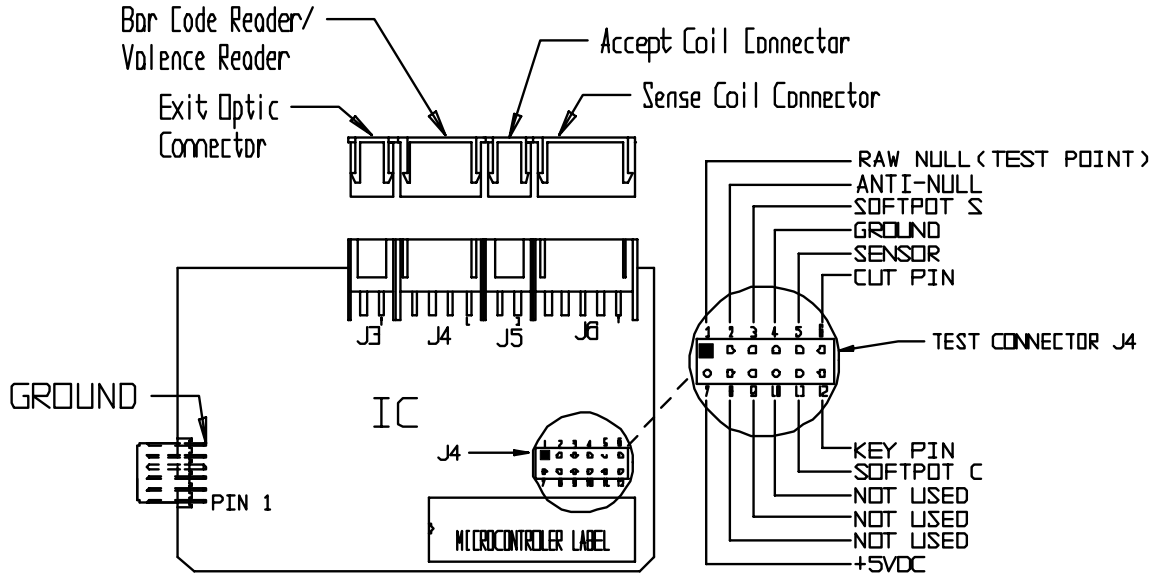 Bar Code Reader/
Valence Reader
Accept Coil Connector
Exit Optic
Connector
Sense Coil Connector
RAW NULL (TEST POINT)
ANTI-NULL
SOFTPOT S
GROUND
SENSOR
CUT PIN
J3 J4 J5 J6
1 2 3 4 5 6
TEST CONNECTOR J4
7 8 9 10 11 12
GROUND
IC
J4
1 2 3 4 5 6
7 8 9 10 11 12
PIN 1
MICROCONTROLER LABEL
KEY PIN
SOFTPOT C
NOT USED
NOT USED
NOT USED
+5VDC